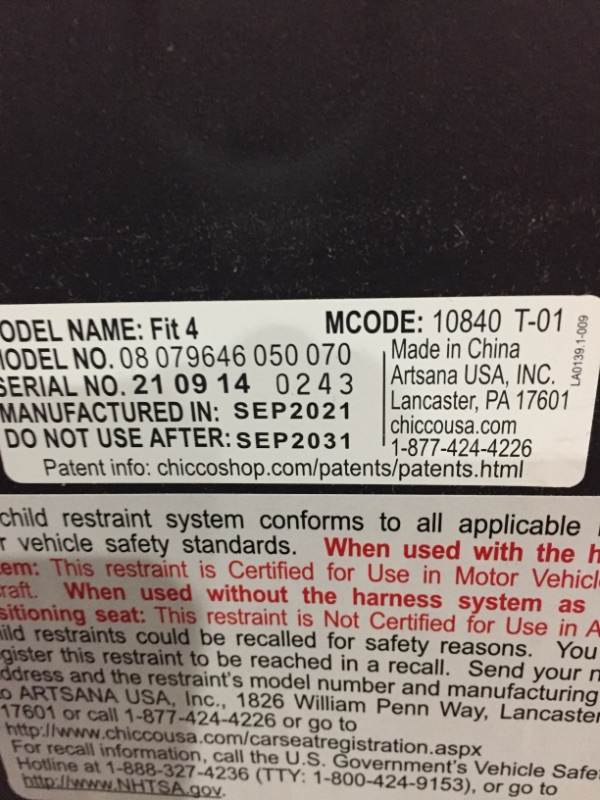 ODEL NAME: Fit 4 MCODE: 10840 T-01
ODEL NO. 08 079646 050 070
SERIAL NO. 21 09 14 0243
MANUFACTURED IN: SEP2021
DO NOT USE AFTER: SEP2031
Made in China
Artsana USA, INC.
Lancaster, PA 17601
chiccousa.com
1-877-424-4226
LA0139.1-009
Patent info: chiccoshop.com/patents/patents.html
child restraint system conforms to all applicable
r vehicle safety standards. When used with the h
em: This restraint is Certified for Use in Motor Vehicl
raft. When used without the harness system as
sitioning seat: This restraint is Not Certified for Use in A
ild restraints could be recalled for safety reasons. You
gister this restraint to be reached in a recall. Send your n
ddress and the restraint's model number and manufacturing
o ARTSANA USA, Inc., 1826 William Penn Way, Lancaster
17601 or call 1-877-424-4226 or go to
http://www.chiccousa.com/carseatregistration.aspx
For recall information, call the U.S. Government's Vehicle Safe
Hotline at 1-888-327-4236 (TTY: 1-800-424-9153), or go to
http://www.NHTSA.gov.